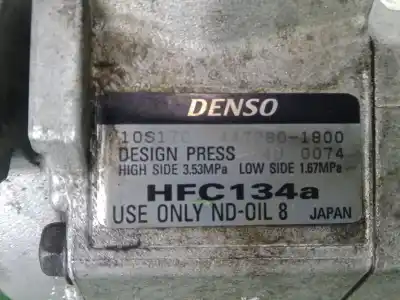 DENSO
10S17C 447280-1800
DESIGN PRESS 0074
HIGH SIDE 3.53MPa LOW SIDE 1.67MPa
HFC134a
USE ONLY ND-OIL 8 JAPAN